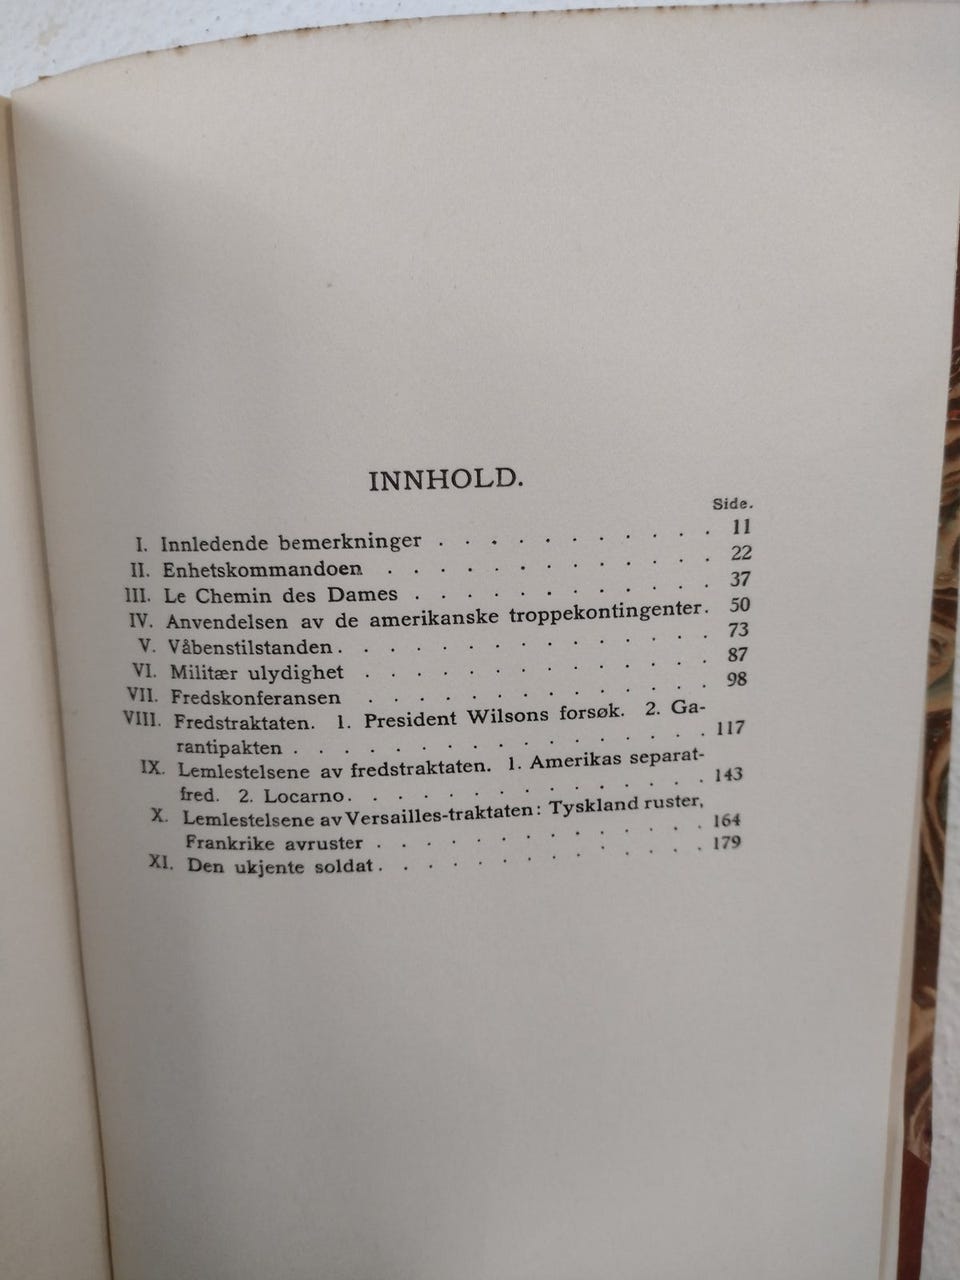 INNHOLD.
Side.
I. Innledende bemerkninger . . . . . . . . . . . 11
II. Enhetskommandoen . . . . . . . . . . . . . 22
III. Le Chemin des Dames . . . . . . . . . . . . 37
IV. Anvendelsen av de amerikanske troppekontingenter. 50
V. Våbenstilstanden . . . . . . . . . . . . . . 73
VI. Militær ulydighet . . . . . . . . . . . . . 87
VII. Fredskonferansen . . . . . . . . . . . . . 98
VIII. Fredstraktaten. 1. President Wilsons forsøk. 2. Ga-
rantipakten . . . . . . . . . . . . . . . . 117
IX. Lemlestelsene av fredstraktaten. 1. Amerikas separat-
fred. 2. Locarno. . . . . . . . . . . . . . 143
X. Lemlestelsene av Versailles-traktaten: Tyskland ruster,
Frankrike avruster . . . . . . . . . . . . . 164
XI. Den ukjente soldat . . . . . . . . . . . . . 179